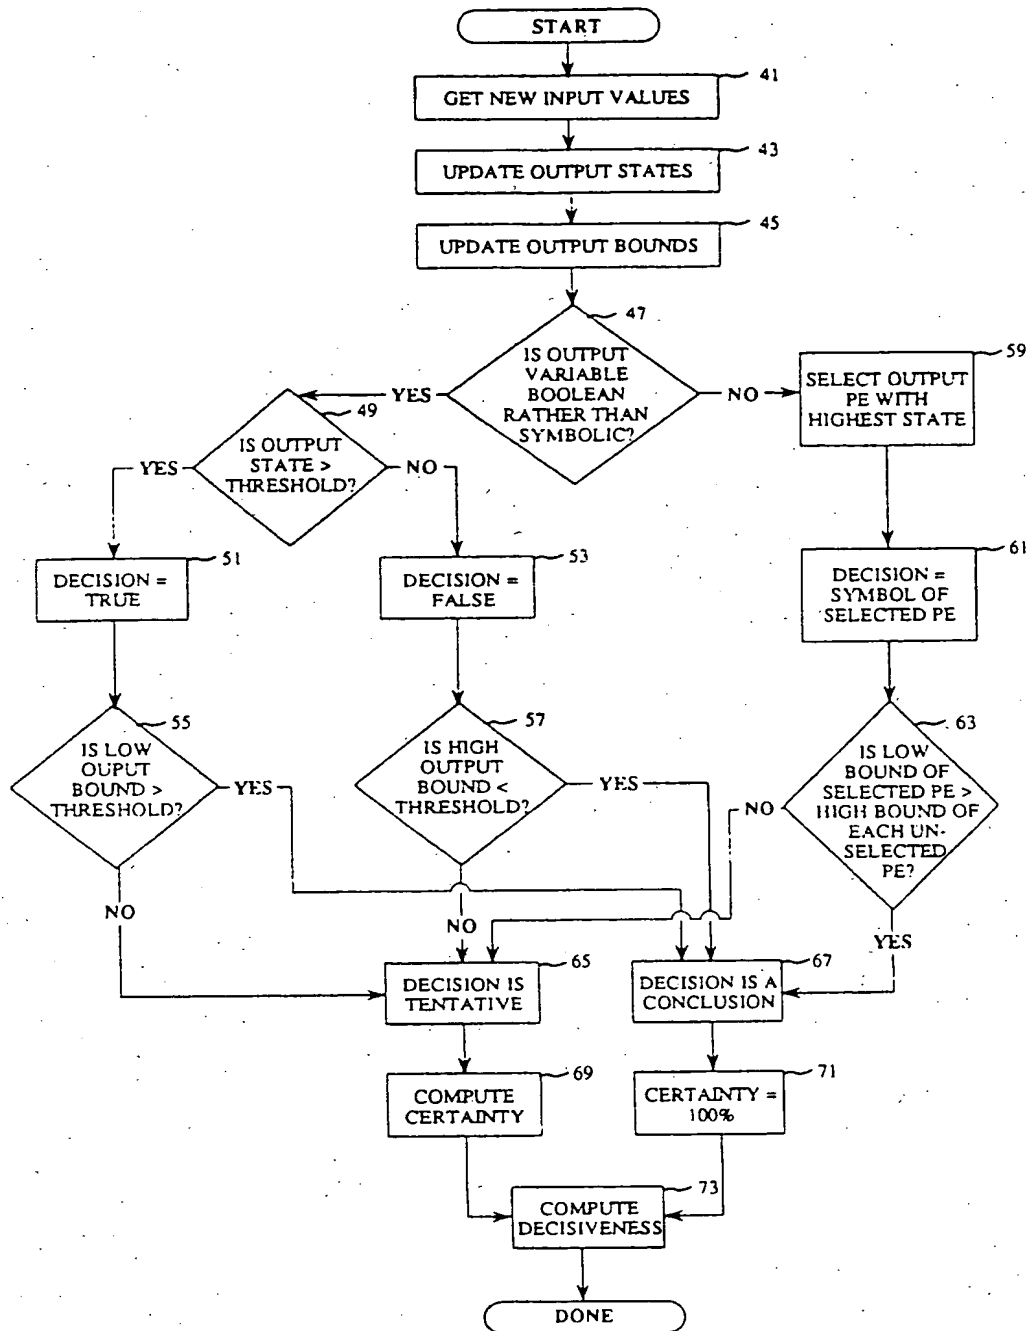 START
41
GET NEW INPUT VALUES
43
UPDATE OUTPUT STATES
45
UPDATE OUTPUT BOUNDS
47
IS OUTPUT
VARIABLE
BOOLEAN
RATHER THAN
SYMBOLIC?
YES
NO
59
SELECT OUTPUT
PE WITH
HIGHEST STATE
49
IS OUTPUT
STATE >
THRESHOLD?
YES
NO
51
DECISION =
TRUE
53
DECISION =
FALSE
61
DECISION =
SYMBOL OF
SELECTED PE
55
IS LOW
OUPUT
BOUND >
THRESHOLD?
YES
NO
57
IS HIGH
OUTPUT
BOUND <
THRESHOLD?
YES
NO
63
IS LOW
BOUND OF
SELECTED PE >
HIGH BOUND OF
EACH UN-
SELECTED
PE?
NO
YES
65
DECISION IS
TENTATIVE
67
DECISION IS A
CONCLUSION
69
COMPUTE
CERTAINTY
71
CERTAINTY =
100%
73
COMPUTE
DECISIVENESS
DONE